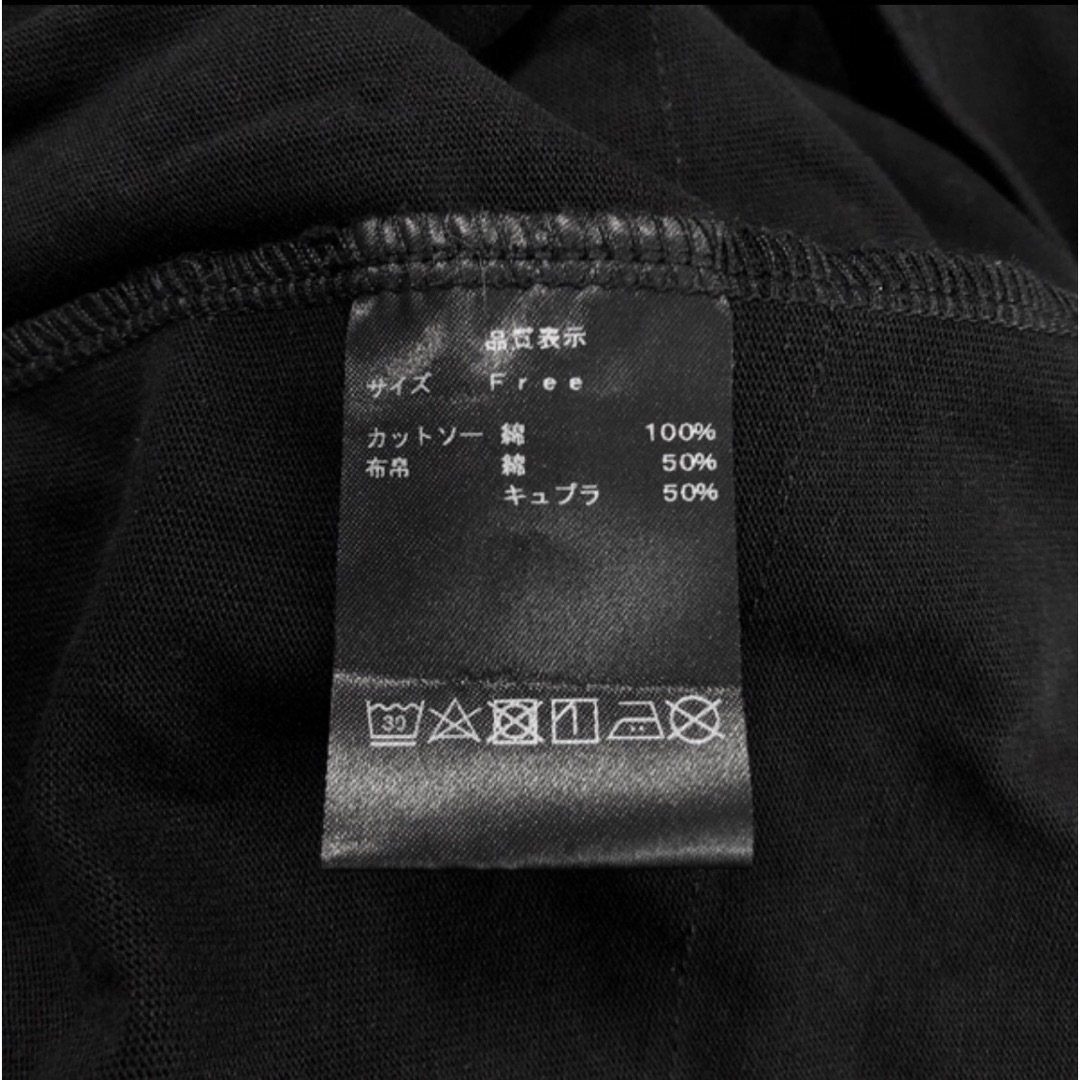 品質表示
サイズ Free
カットソー 綿 100%
布帛 綿 50%
キュプラ 50%
30